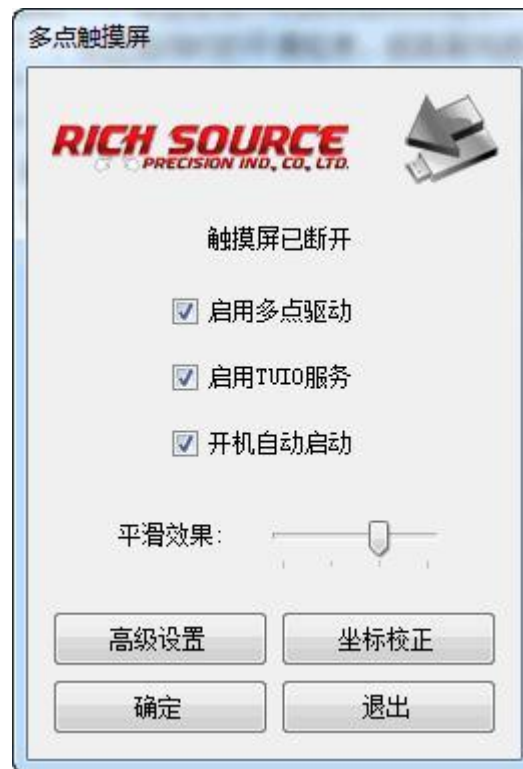 多点触摸屏
RICH SOURCE
PRECISION IND. CO. LTD.
触摸屏已断开
启用多点驱动
启用TUIO服务
开机自动启动
平滑效果:
高级设置 坐标校正
确定 退出